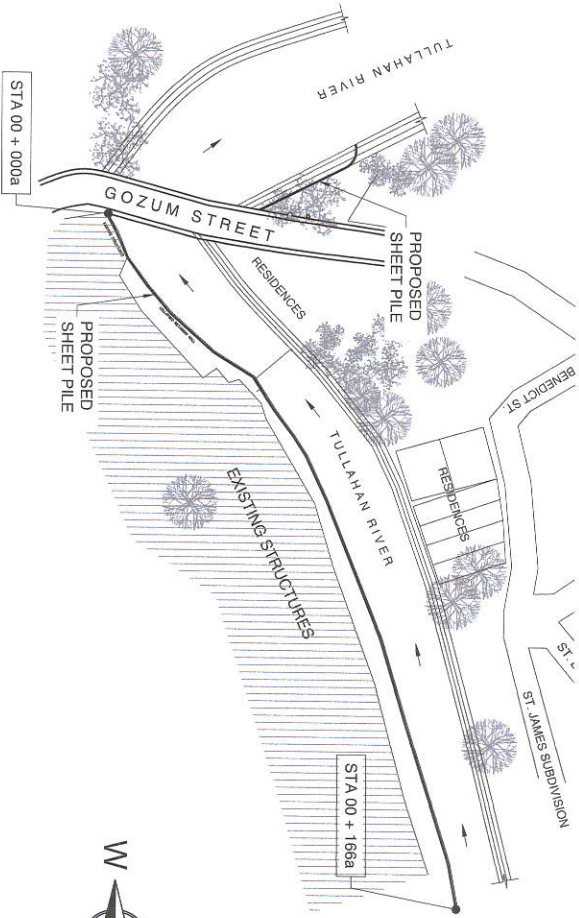 TULLAHAN RIVER
STA 00 + 000a
GOZUM STREET
PROPOSED
SHEET PILE
RESIDENCES
PROPOSED
SHEET PILE
BENEDICT ST.
RESIDENCES
TULLAHAN RIVER
EXISTING STRUCTURES
ST. JAMES SUBDIVISION
STA 00 + 166a
W